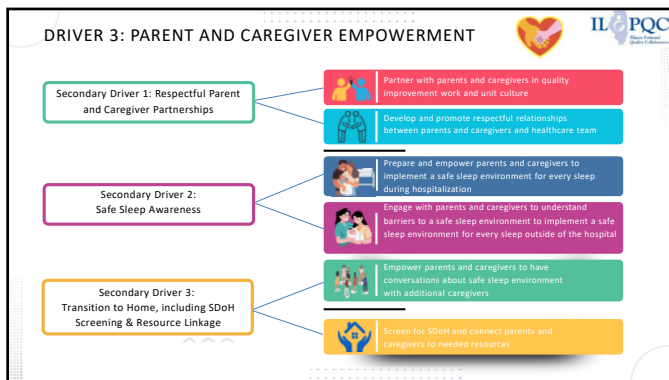 DRIVER 3: PARENT AND CAREGIVER EMPOWERMENT
IL PQC
Illinois Perinatal
Quality Collaborative
Secondary Driver 1: Respectful Parent
and Caregiver Partnerships
Partner with parents and caregivers in quality
improvement work and unit culture
Develop and promote respectful relationships
between parents and caregivers and healthcare team
Secondary Driver 2:
Safe Sleep Awareness
Prepare and empower parents and caregivers to
implement a safe sleep environment for every sleep
during hospitalization
Engage with parents and caregivers to understand
barriers to a safe sleep environment to implement a safe
sleep environment for every sleep outside of the hospital
Secondary Driver 3:
Transition to Home, including SDoH
Screening & Resource Linkage
Empower parents and caregivers to have
conversations about safe sleep environment
with additional caregivers
Screen for SDoH and connect parents and
caregivers to needed resources